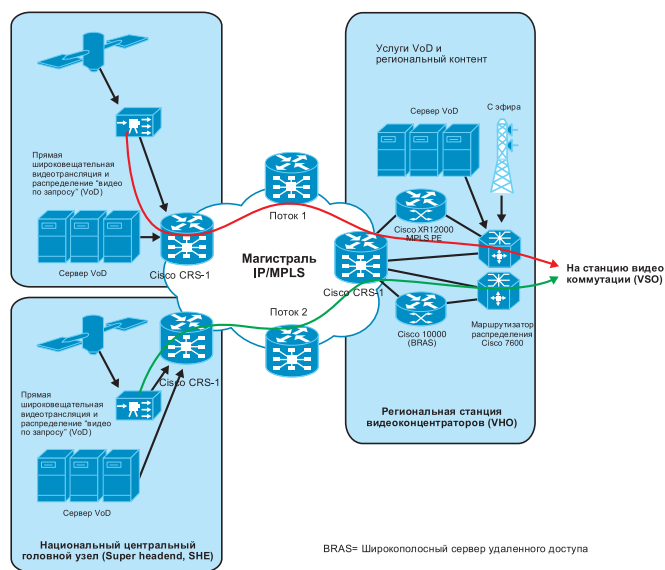 Прямая
широковещательная
видеотрансляция и
распределение "видео
по запросу" (VoD)
Сервер VoD
Cisco CRS-1
Поток 1
Магистраль
IP/MPLS
Поток 2
Услуги VoD и
региональный контент
Сервер VoD
С эфира
Cisco XR12000
MPLS PE
Cisco CRS-1
Cisco 10000
(BRAS)
Маршрутизатор
распределения
Cisco 7600
На станцию видео
коммутации (VSO)
Региональная станция
видеоконцентраторов (VHO)
Cisco CRS-1
Прямая
широковещательная
видеотрансляция и
распределение "видео
по запросу" (VoD)
Сервер VoD
Национальный центральный
головной узел (Super headend, SHE)
BRAS= Широкополосный сервер удаленного доступа